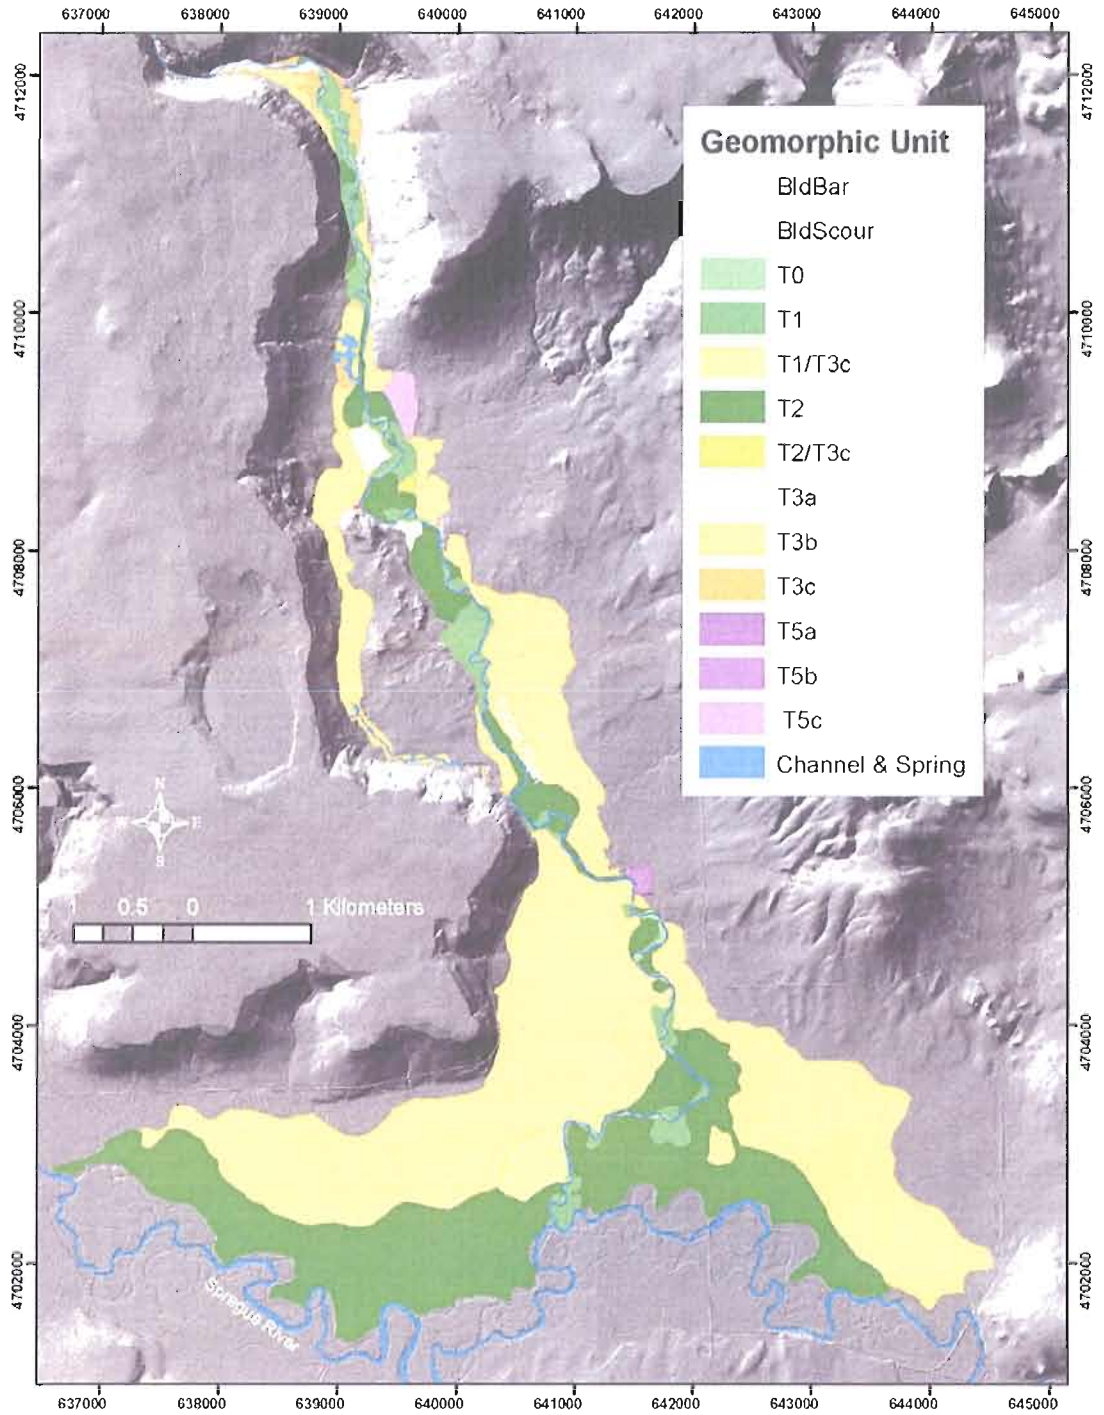 637000 638000 639000 640000 641000 642000 643000 644000 645000
4712000 4712000
Geomorphic Unit
BldBar
BldScour
T0
T1
T1/T3c
T2
T2/T3c
T3a
T3b
T3c
T5a
T5b
T5c
Channel & Spring
4710000 4710000
4708000 4708000
4706000 4706000
N
E
S
1 0.5 0 1 Kilometers
4704000 4704000
4702000 4702000
Sprague River
637000 638000 639000 640000 641000 642000 643000 644000 645000